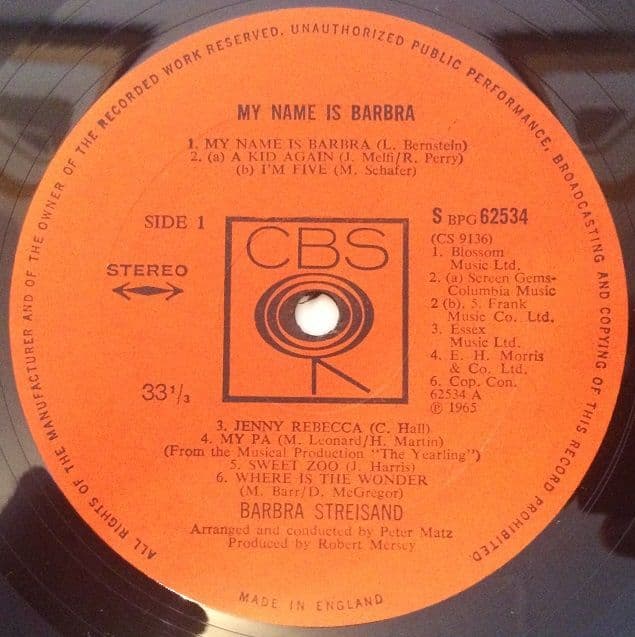 ALL RIGHTS OF THE MANUFACTURER AND OF THE OWNER OF THE RECORDED WORK RESERVED. UNAUTHORIZED PUBLIC PERFORMANCE, BROADCASTING AND COPYING OF THIS RECORD PROHIBITED.
MY NAME IS BARBRA
1. MY NAME IS BARBRA (L. Bernstein)
2. (a) A KID AGAIN (J. Melfi/R. Perry)
(b) I'M FIVE (M. Schafer)
SIDE 1
STEREO
33 1/3
CBS
S BPG 62534
(CS 9136)
1. Blossom
Music Ltd.
2. (a) Screen Gems-
Columbia Music
2 (b), 5. Frank
Music Co. Ltd.
3. Essex
Music Ltd.
4. E. H. Morris
& Co. Ltd.
6. Cop. Con.
62534 A
℗ 1965
3. JENNY REBECCA (C. Hall)
4. MY PA (M. Leonard/H. Martin)
(From the Musical Production "The Yearling")
5. SWEET ZOO (J. Harris)
6. WHERE IS THE WONDER
(M. Barr/D. McGregor)
BARBRA STREISAND
Arranged and conducted by Peter Matz
Produced by Robert Mersey
MADE IN ENGLAND